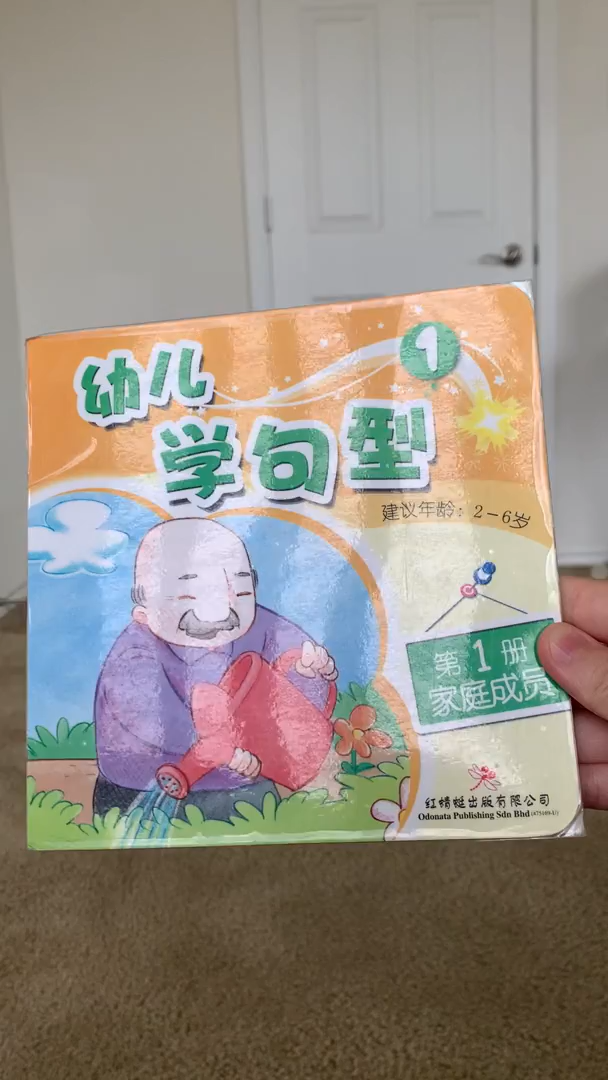 幼儿
1
学句型
建议年龄：2-6岁
第1册
家庭成员
红蜻蜓出版有限公司
Odonata Publishing Sdn Bhd